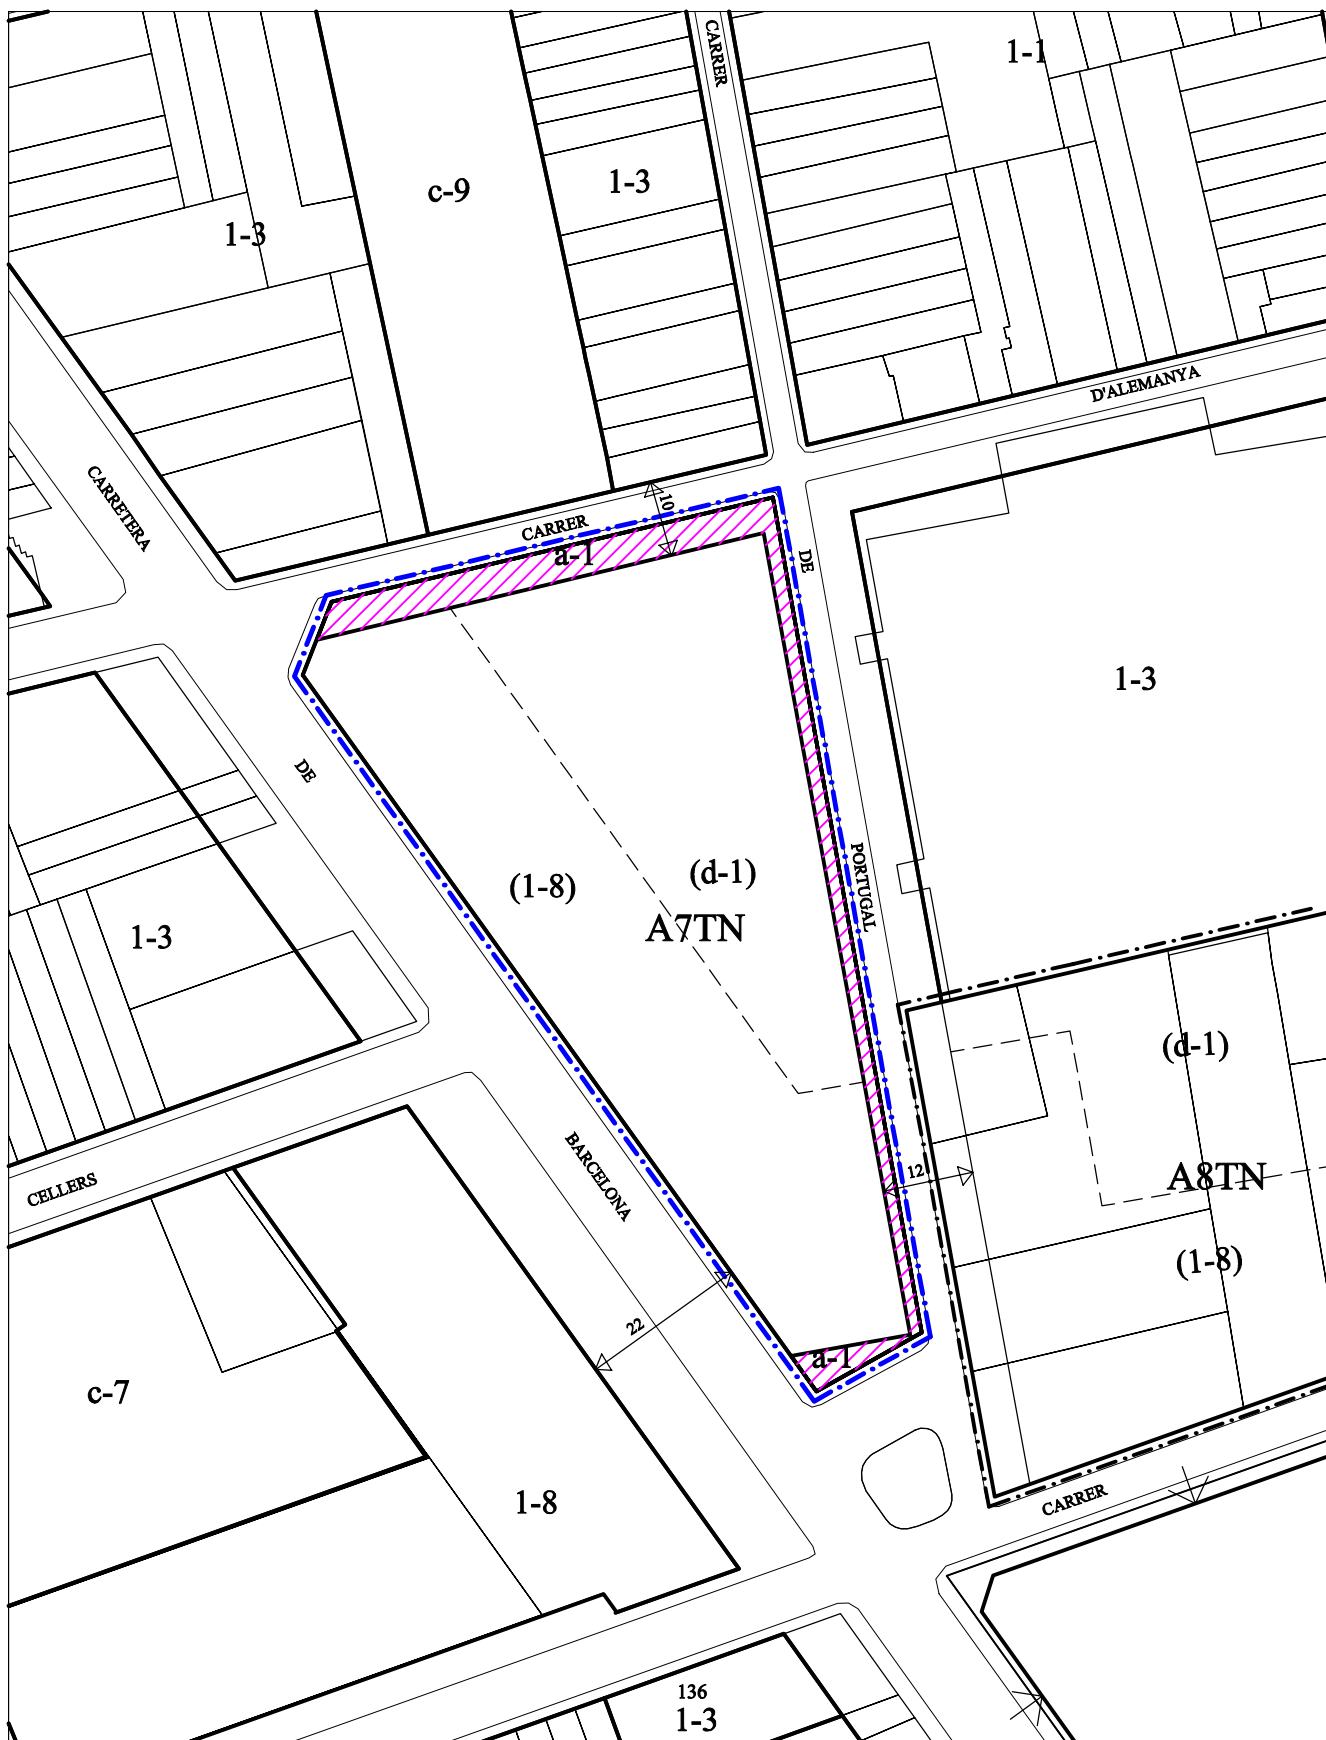 CARRER
1-1
c-9
1-3
1-3
D'ALEMANYA
CARRETERA
10
CARRER
a-1
DE
1-3
DE
PORTUGAL
(d-1)
(1-8)
A7TN
1-3
(d-1)
BARCELONA
12
A8TN
CELLERS
(1-8)
22
a-1
c-7
1-8
CARRER
136
1-3